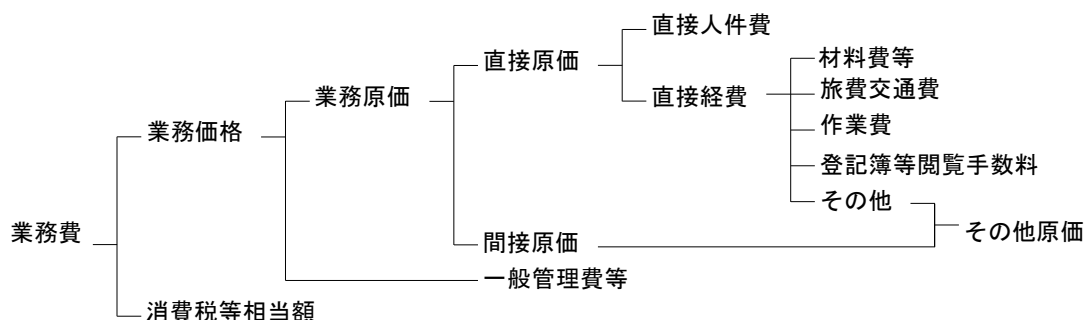 業務費
業務価格
業務原価
直接原価
直接人件費
直接経費
材料費等
旅費交通費
作業費
登記簿等閲覧手数料
その他
その他原価
間接原価
一般管理費等
消費税等相当額